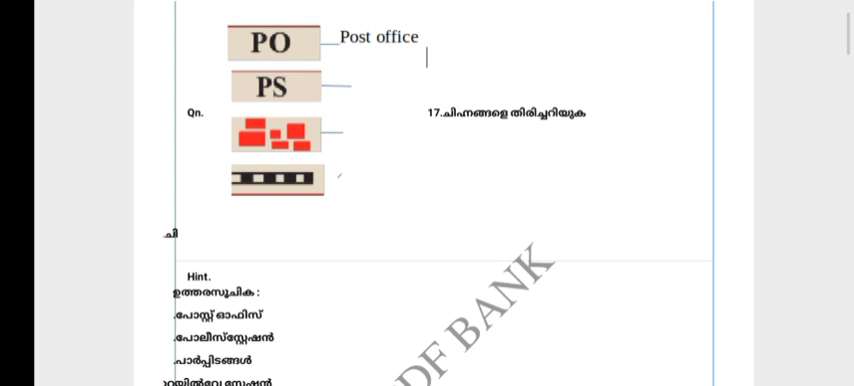 PO Post office
PS
Qn.
17.ചിഹ്നങ്ങളെ തിരിച്ചറിയുക
.ചി
Hint.
ഉത്തരസൂചിക :
.പോസ്റ്റ് ഓഫിസ്
.പോലീസ്‌സ്റ്റേഷൻ
.പാർപ്പിടങ്ങൾ
DF BANK